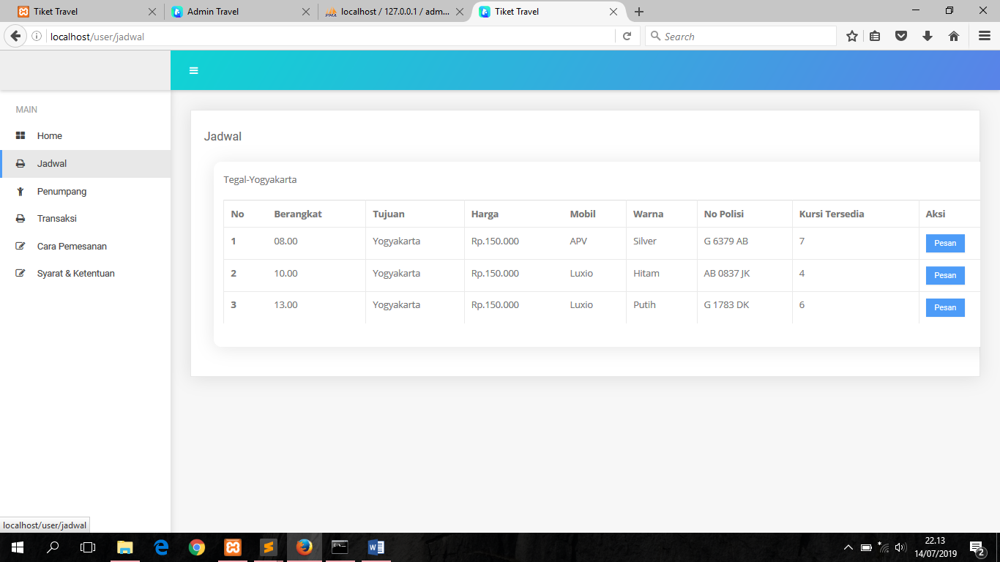 Tiket Travel
Admin Travel
localhost / 127.0.0.1 / adm...
Tiket Travel
localhost/user/jadwal
Search
MAIN
Home
Jadwal
Penumpang
Transaksi
Cara Pemesanan
Syarat & Ketentuan
Jadwal
Tegal-Yogyakarta
No Berangkat Tujuan Harga Mobil Warna No Polisi Kursi Tersedia Aksi
1 08.00 Yogyakarta Rp.150.000 APV Silver G 6379 AB 7 Pesan
2 10.00 Yogyakarta Rp.150.000 Luxio Hitam AB 0837 JK 4 Pesan
3 13.00 Yogyakarta Rp.150.000 Luxio Putih G 1783 DK 6 Pesan
localhost/user/jadwal
22.13
14/07/2019
2